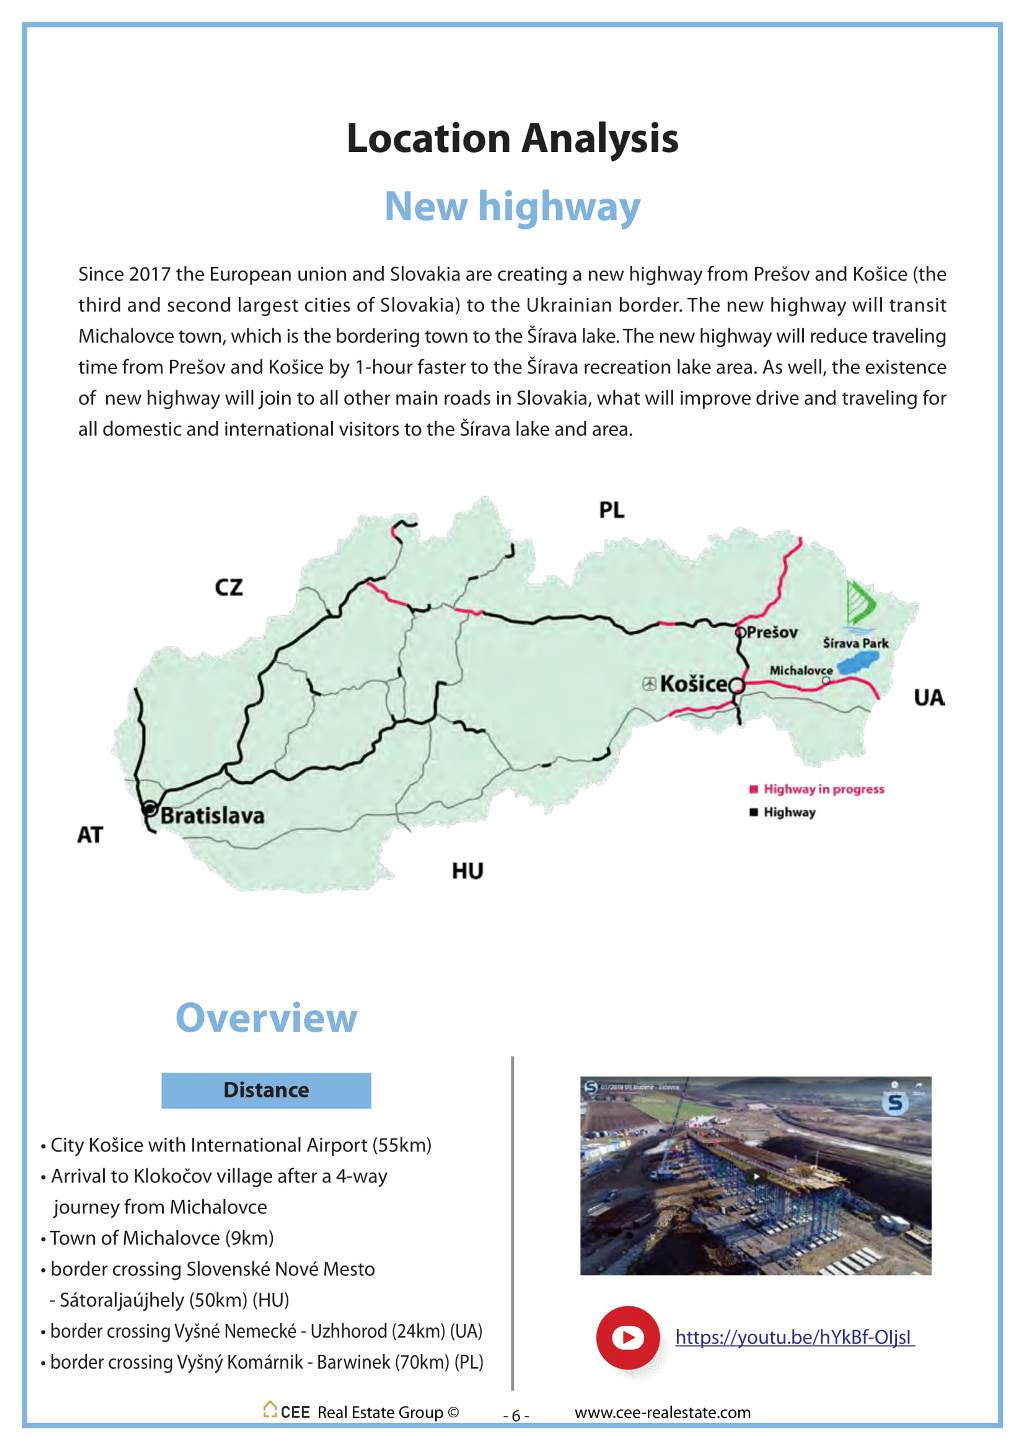 Location Analysis
New highway
Since 2017 the European union and Slovakia are creating a new highway from Prešov and Košice (the
third and second largest cities of Slovakia) to the Ukrainian border. The new highway will transit
Michalovce town, which is the bordering town to the Šírava lake. The new highway will reduce traveling
time from Prešov and Košice by 1-hour faster to the Šírava recreation lake area. As well, the existence
of new highway will join to all other main roads in Slovakia, what will improve drive and traveling for
all domestic and international visitors to the Šírava lake and area.
PL
CZ
Prešov
Šírava Park
Michalovce
Košice
UA
Highway in progress
Highway
Bratislava
AT
HU
Overview
Distance
• City Košice with International Airport (55km)
• Arrival to Klokočov village after a 4-way
journey from Michalovce
• Town of Michalovce (9km)
• border crossing Slovenské Nové Mesto
- Sátoraljaújhely (50km) (HU)
• border crossing Vyšné Nemecké - Uzhhorod (24km) (UA)
• border crossing Vyšný Komárnik - Barwinek (70km) (PL)
S
https://youtu.be/hYkBf-OIjsI
CEE Real Estate Group ©
- 6 -
www.cee-realestate.com